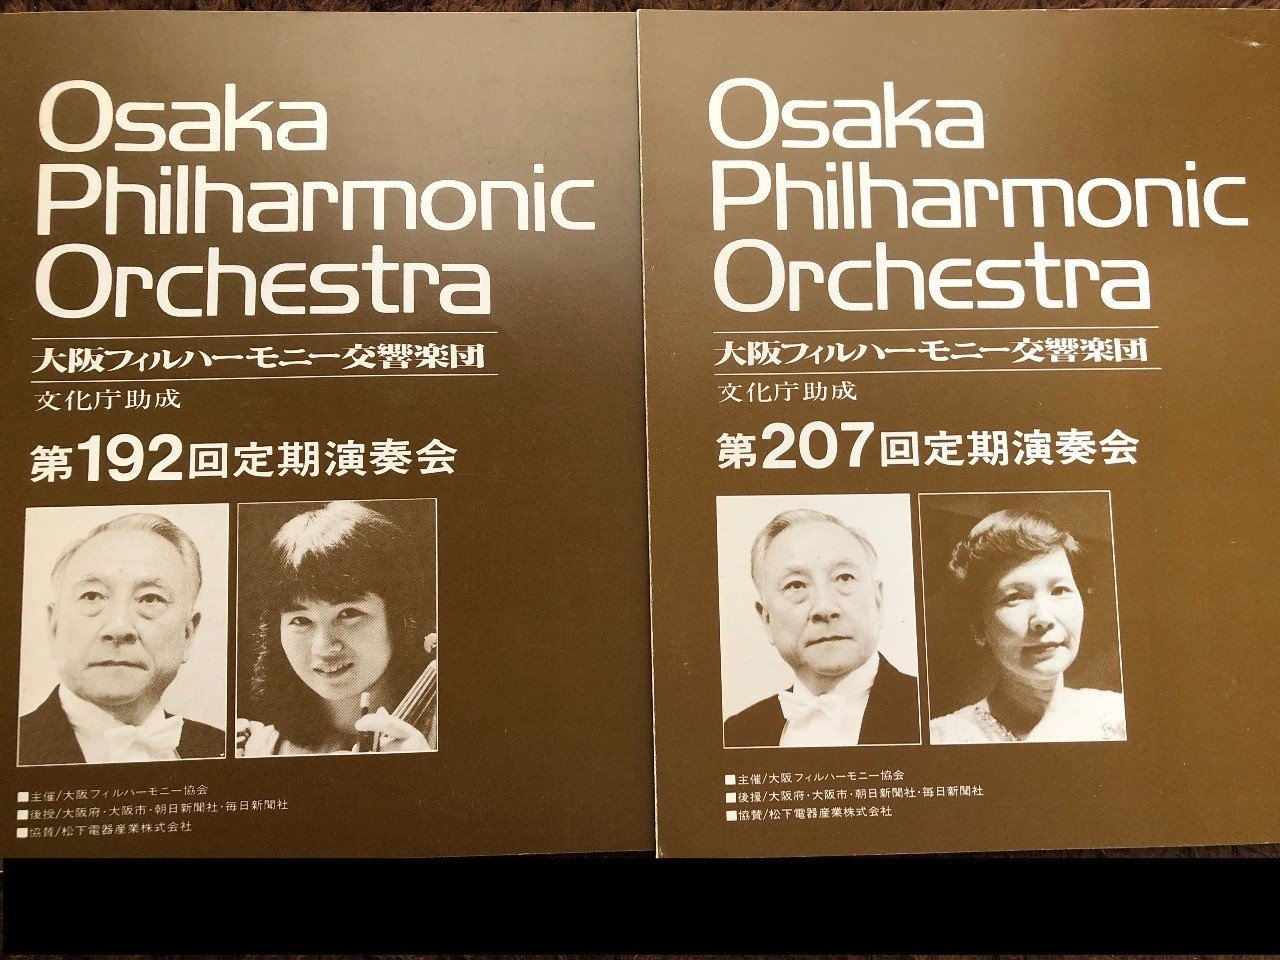 Osaka
Philharmonic
Orchestra
大阪フィルハーモニー交響楽団
文化庁助成
第192回定期演奏会
■主催/大阪フィルハーモニー協会
■後援/大阪府・大阪市・朝日新聞社・毎日新聞社
■協賛/松下電器産業株式会社
Osaka
Philharmonic
Orchestra
大阪フィルハーモニー交響楽団
文化庁助成
第207回定期演奏会
■主催/大阪フィルハーモニー協会
■後援/大阪府・大阪市・朝日新聞社・毎日新聞社
■協賛/松下電器産業株式会社